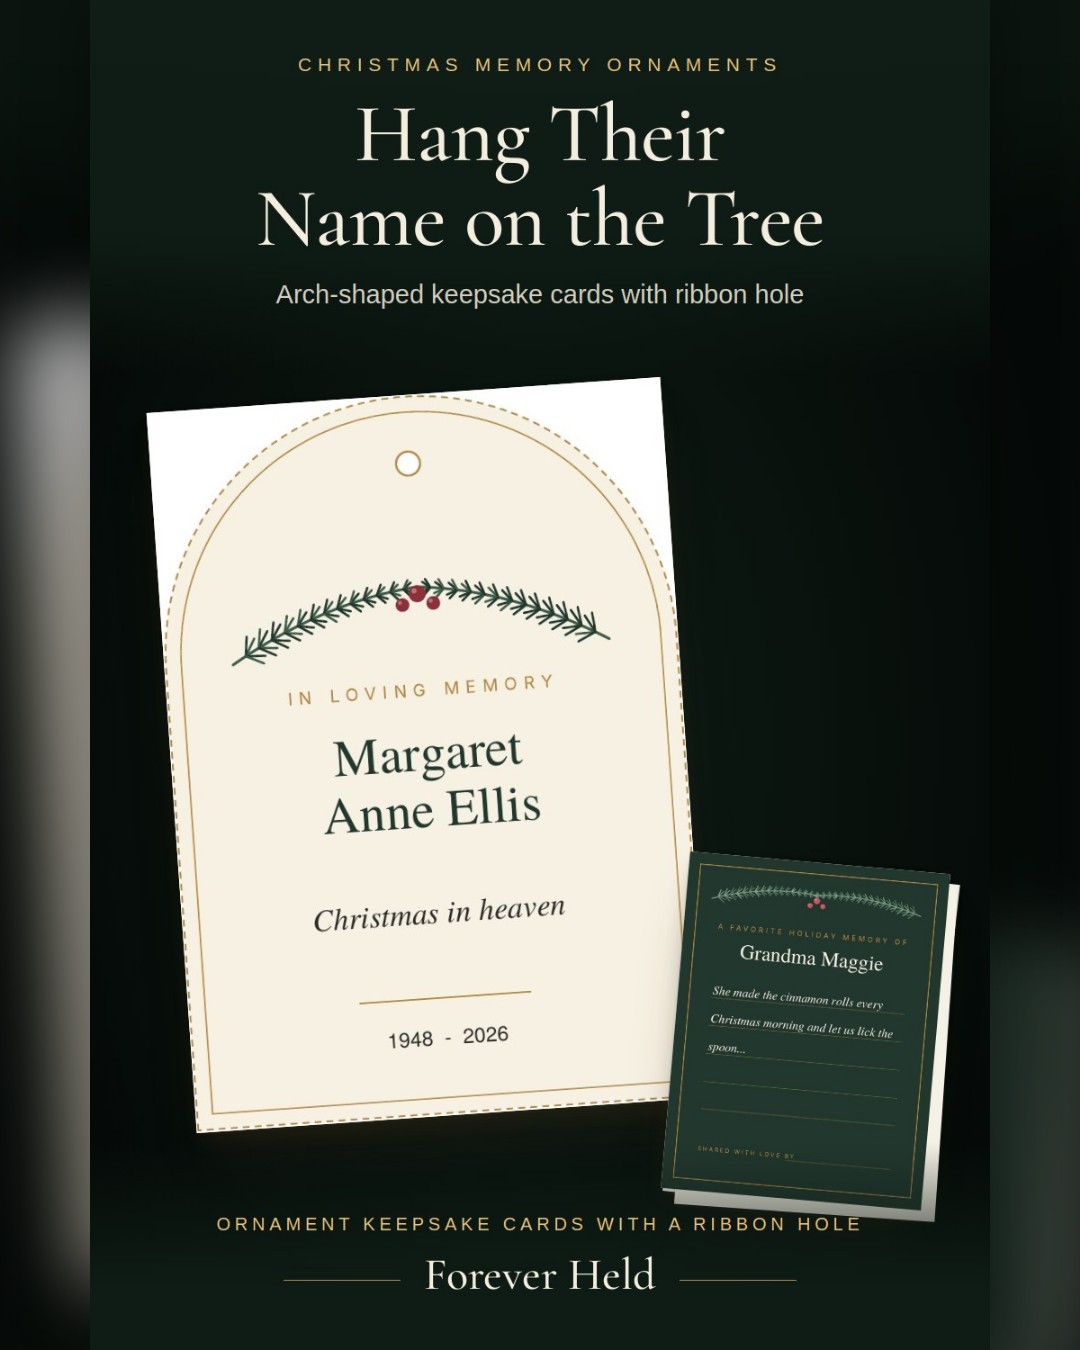 CHRISTMAS MEMORY ORNAMENTS
Hang Their
Name on the Tree
Arch-shaped keepsake cards with ribbon hole
IN LOVING MEMORY
Margaret
Anne Ellis
Christmas in heaven
1948 - 2026
A FAVORITE HOLIDAY MEMORY OF
Grandma Maggie
She made the cinnamon rolls every
Christmas morning and let us lick the
spoon...
SHARED WITH LOVE BY
ORNAMENT KEEPSAKE CARDS WITH A RIBBON HOLE
Forever Held